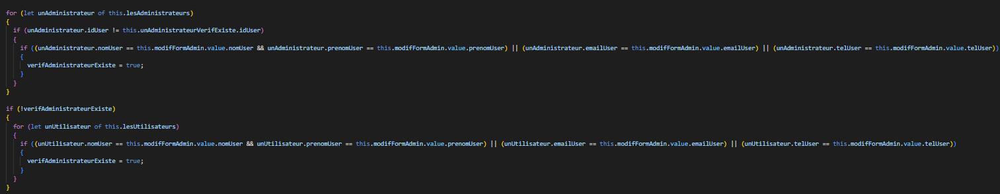 for (let unAdministrateur of this.lesAdministrateurs)
{
if (unAdministrateur.idUser != this.unAdministrateurVerifExiste.idUser)
{
if ((unAdministrateur.nomUser == this.modifFormAdmin.value.nomUser && unAdministrateur.prenomUser == this.modifFormAdmin.value.prenomUser) || (unAdministrateur.emailUser == this.modifFormAdmin.value.emailUser) || (unAdministrateur.telUser == this.modifFormAdmin.value.telUser))
{
verifAdministrateurExiste = true;
}
}
}
if (!verifAdministrateurExiste)
{
for (let unUtilisateur of this.lesUtilisateurs)
{
if ((unUtilisateur.nomUser == this.modifFormAdmin.value.nomUser && unUtilisateur.prenomUser == this.modifFormAdmin.value.prenomUser) || (unUtilisateur.emailUser == this.modifFormAdmin.value.emailUser) || (unUtilisateur.telUser == this.modifFormAdmin.value.telUser))
{
verifAdministrateurExiste = true;
}
}
}